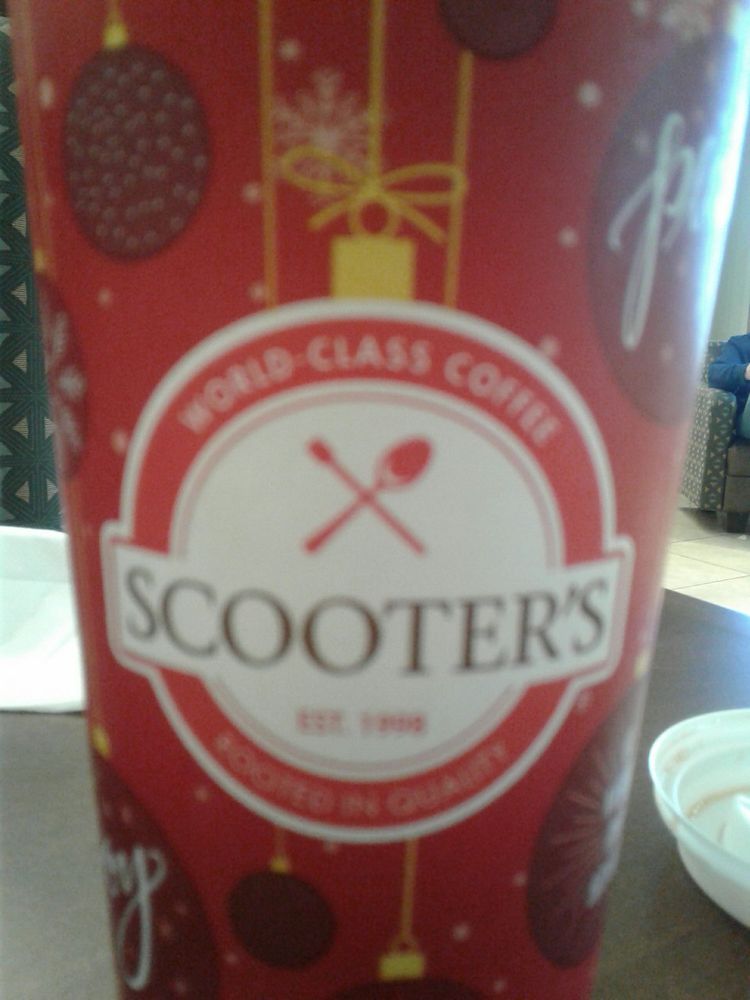 WORLD-CLASS COFFEE
SCOOTER'S
EST. 1998
ROOTED IN QUALITY